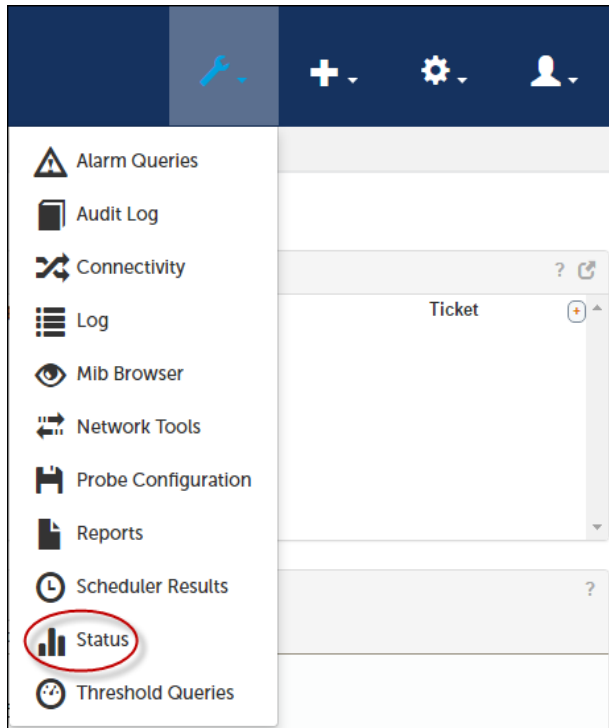 Alarm Queries
Audit Log
Connectivity
?
Log
Ticket
Mib Browser
Network Tools
Probe Configuration
Reports
Scheduler Results
?
Status
Threshold Queries